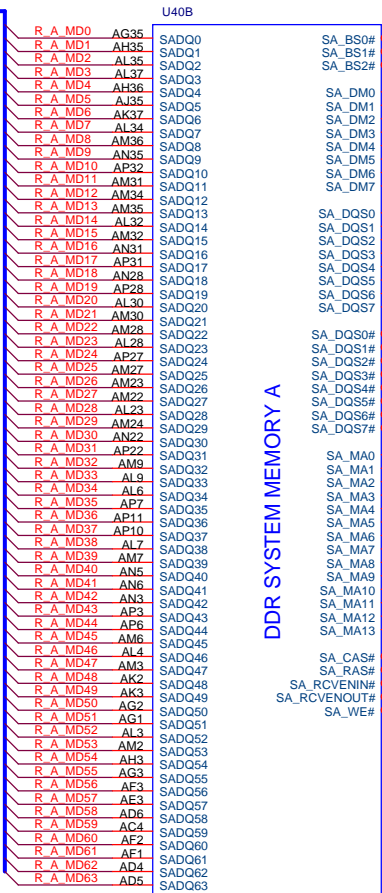 U40B
R_A_MD0 AG35 SADQ0 SA_BS0#
R_A_MD1 AH35 SADQ1 SA_BS1#
R_A_MD2 AL35 SADQ2 SA_BS2#
R_A_MD3 AL37 SADQ3
R_A_MD4 AH36 SADQ4 SA_DM0
R_A_MD5 AJ35 SADQ5 SA_DM1
R_A_MD6 AK37 SADQ6 SA_DM2
R_A_MD7 AL34 SADQ7 SA_DM3
R_A_MD8 AM36 SADQ8 SA_DM4
R_A_MD9 AN35 SADQ9 SA_DM5
R_A_MD10 AP32 SADQ10 SA_DM6
R_A_MD11 AM31 SADQ11 SA_DM7
R_A_MD12 AM34 SADQ12
R_A_MD13 AM35 SADQ13 SA_DQS0
R_A_MD14 AL32 SADQ14 SA_DQS1
R_A_MD15 AM32 SADQ15 SA_DQS2
R_A_MD16 AN31 SADQ16 SA_DQS3
R_A_MD17 AP31 SADQ17 SA_DQS4
R_A_MD18 AN28 SADQ18 SA_DQS5
R_A_MD19 AP28 SADQ19 SA_DQS6
R_A_MD20 AL30 SADQ20 SA_DQS7
R_A_MD21 AM30 SADQ21
R_A_MD22 AM28 SADQ22 SA_DQS0#
R_A_MD23 AL28 SADQ23 SA_DQS1#
R_A_MD24 AP27 SADQ24 SA_DQS2#
R_A_MD25 AM27 SADQ25 SA_DQS3#
R_A_MD26 AM23 SADQ26 SA_DQS4#
R_A_MD27 AM22 SADQ27 SA_DQS5#
R_A_MD28 AL23 SADQ28 SA_DQS6#
R_A_MD29 AM24 SADQ29 SA_DQS7#
R_A_MD30 AN22 SADQ30
R_A_MD31 AP22 SADQ31 SA_MA0
R_A_MD32 AM9 SADQ32 SA_MA1
R_A_MD33 AL9 SADQ33 SA_MA2
R_A_MD34 AL6 SADQ34 SA_MA3
R_A_MD35 AP7 SADQ35 SA_MA4
R_A_MD36 AP11 SADQ36 SA_MA5
R_A_MD37 AP10 SADQ37 SA_MA6
R_A_MD38 AL7 SADQ38 SA_MA7
R_A_MD39 AM7 SADQ39 SA_MA8
R_A_MD40 AN5 SADQ40 SA_MA9
R_A_MD41 AN6 SADQ41 SA_MA10
R_A_MD42 AN3 SADQ42 SA_MA11
R_A_MD43 AP3 SADQ43 SA_MA12
R_A_MD44 AP6 SADQ44 SA_MA13
R_A_MD45 AM6 SADQ45
R_A_MD46 AL4 SADQ46 SA_CAS#
R_A_MD47 AM3 SADQ47 SA_RAS#
R_A_MD48 AK2 SADQ48 SA_RCVENIN#
R_A_MD49 AK3 SADQ49 SA_RCVENOUT#
R_A_MD50 AG2 SADQ50 SA_WE#
R_A_MD51 AG1 SADQ51
R_A_MD52 AL3 SADQ52
R_A_MD53 AM2 SADQ53
R_A_MD54 AH3 SADQ54
R_A_MD55 AG3 SADQ55
R_A_MD56 AF3 SADQ56
R_A_MD57 AE3 SADQ57
R_A_MD58 AD6 SADQ58
R_A_MD59 AC4 SADQ59
R_A_MD60 AF2 SADQ60
R_A_MD61 AF1 SADQ61
R_A_MD62 AD4 SADQ62
R_A_MD63 AD5 SADQ63
DDR SYSTEM MEMORY A